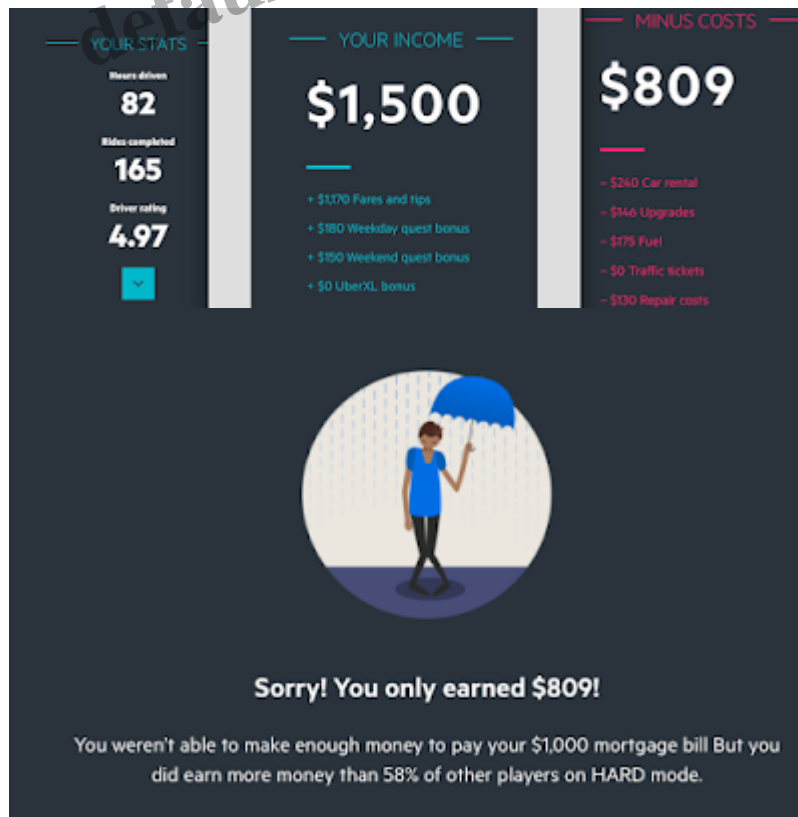 YOUR STATS
Hours driven
82
Rides completed
165
Driver rating
4.97
YOUR INCOME
$1,500
+ $1,170 Fares and tips
+ $180 Weekday quest bonus
+ $150 Weekend quest bonus
+ $0 UberXL bonus
MINUS COSTS
$809
– $240 Car rental
– $146 Upgrades
– $175 Fuel
– $0 Traffic tickets
– $130 Repair costs
Sorry! You only earned $809!
You weren't able to make enough money to pay your $1,000 mortgage bill But you
did earn more money than 58% of other players on HARD mode.